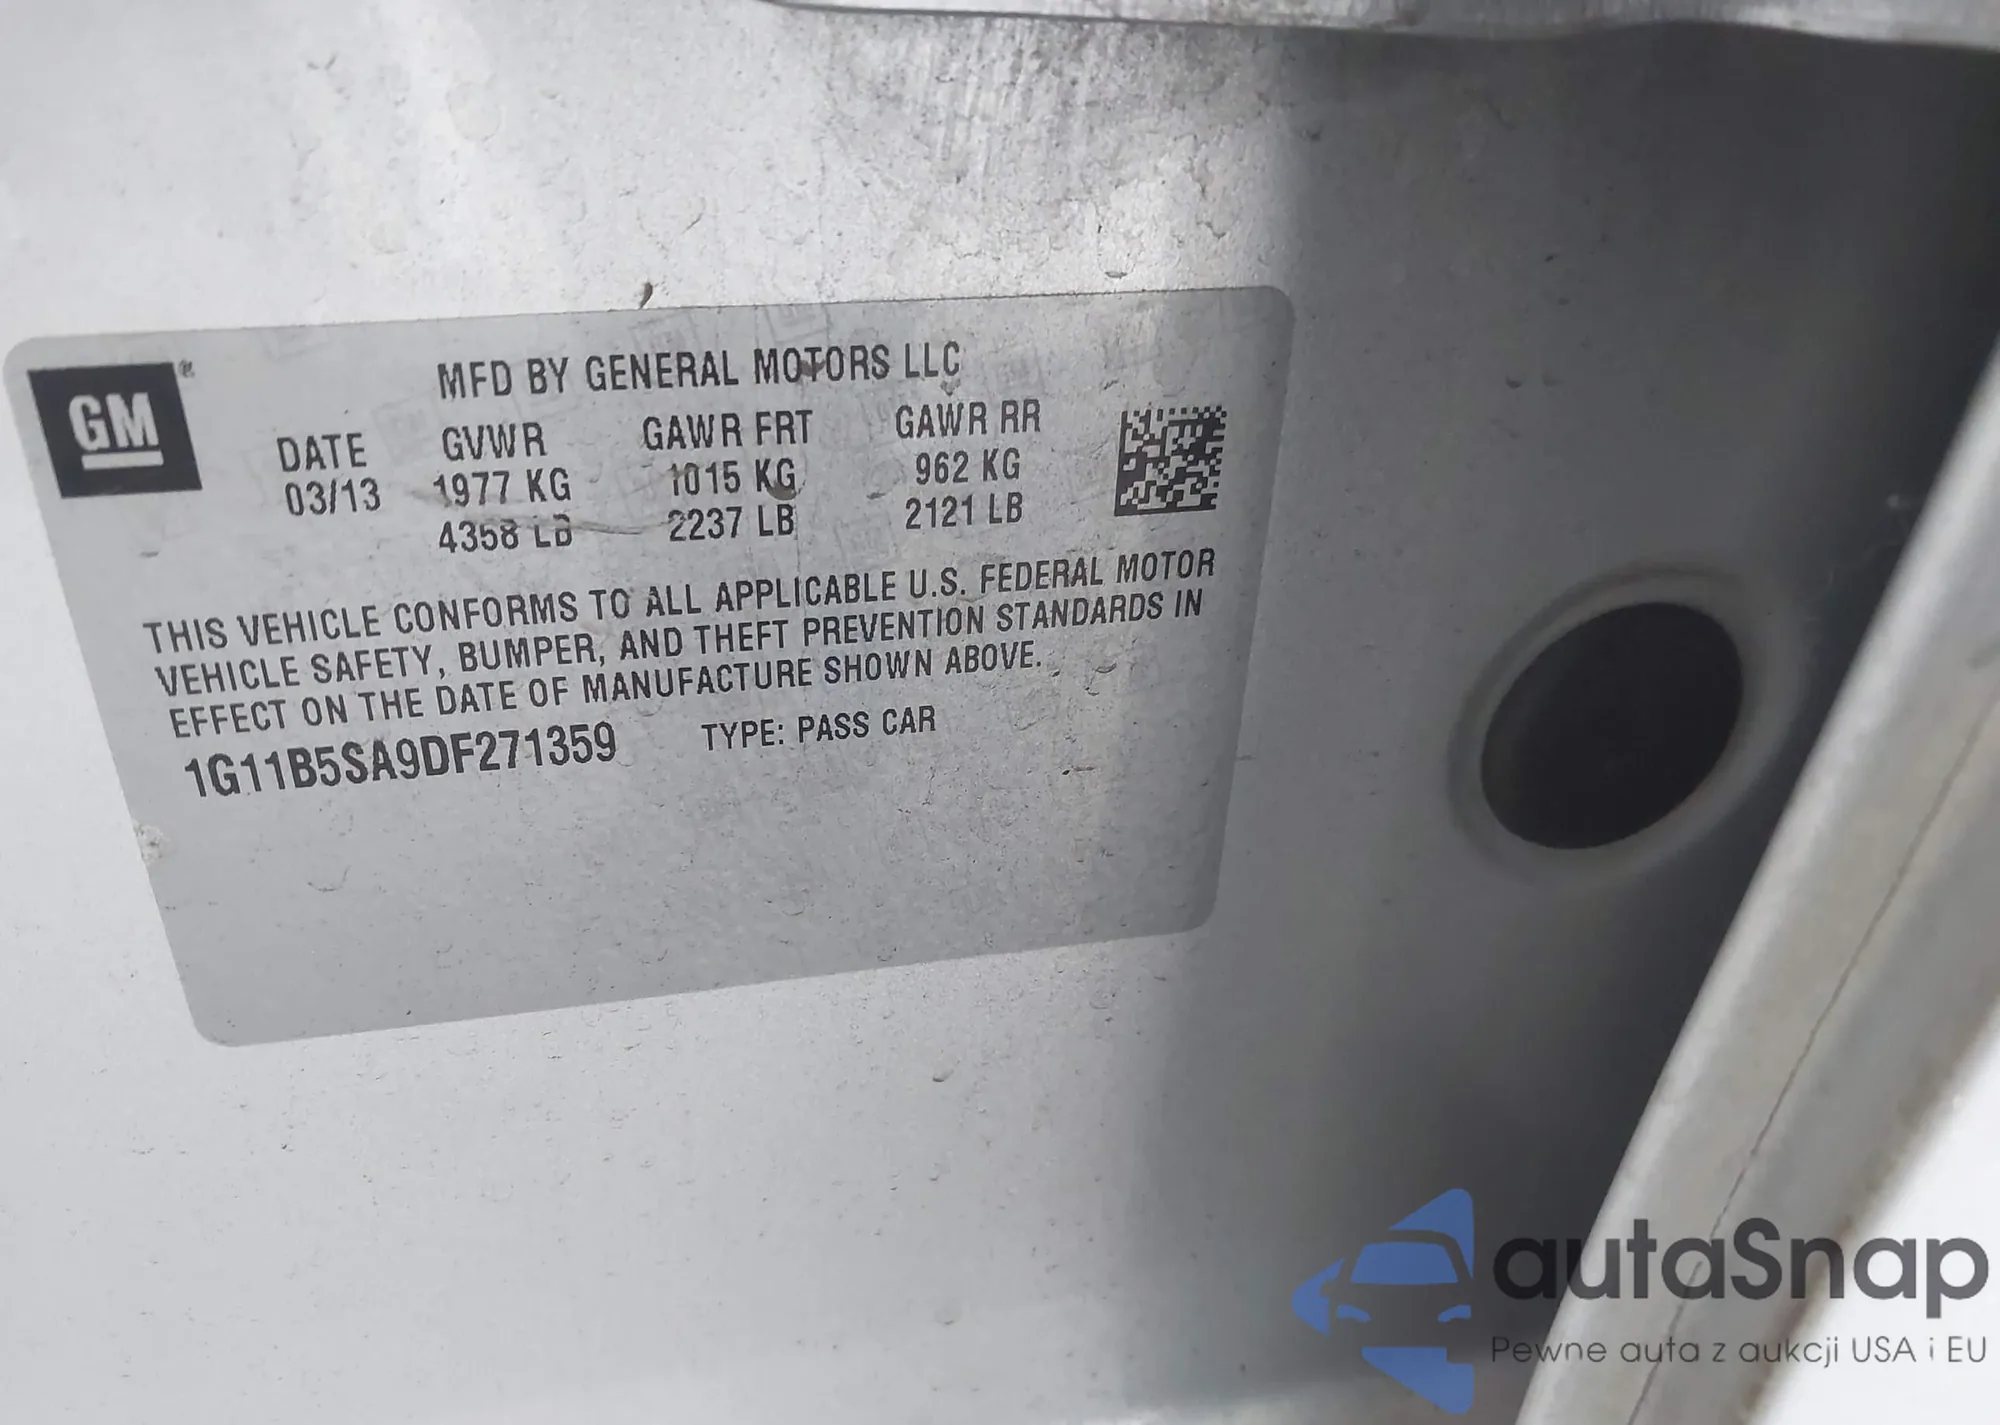 GM®
MFD BY GENERAL MOTORS LLC
DATE GVWR GAWR FRT GAWR RR
03/13 1977 KG 1015 KG 962 KG
4358 LB 2237 LB 2121 LB
THIS VEHICLE CONFORMS TO ALL APPLICABLE U.S. FEDERAL MOTOR
VEHICLE SAFETY, BUMPER, AND THEFT PREVENTION STANDARDS IN
EFFECT ON THE DATE OF MANUFACTURE SHOWN ABOVE.
1G11B5SA9DF271359 TYPE: PASS CAR
autaSnap
Pewne auta z aukcji USA i EU